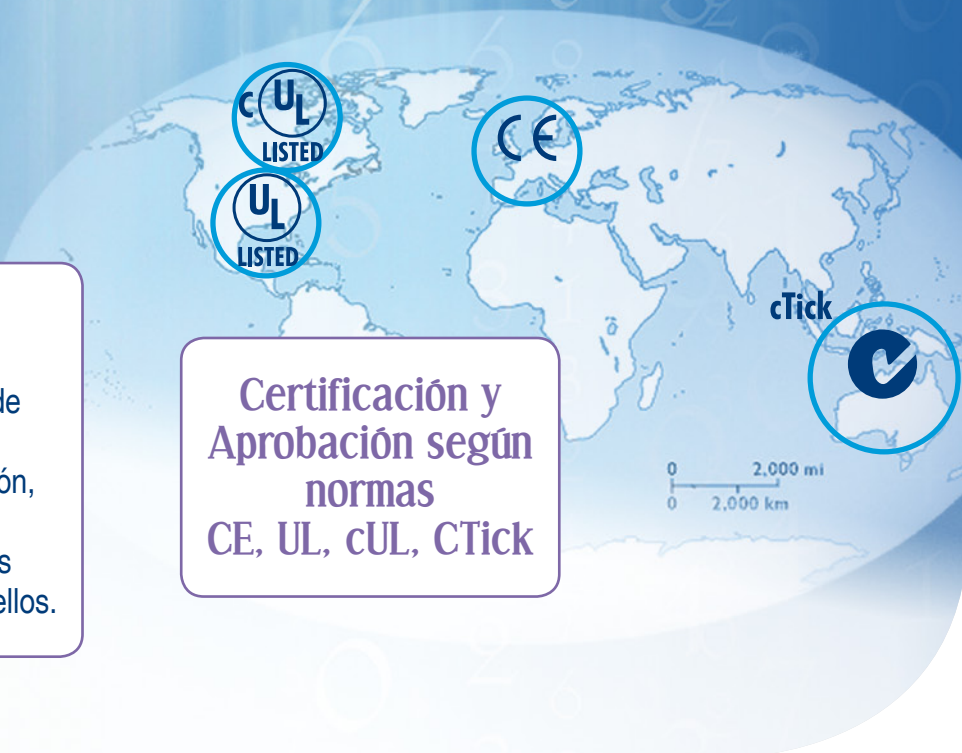 c UL
LISTED
UL
LISTED
CE
cTick
de
ón,
s
ellos.
Certificación y
Aprobación según
normas
CE, UL, cUL, CTick
0 2,000 mi
0 2,000 km